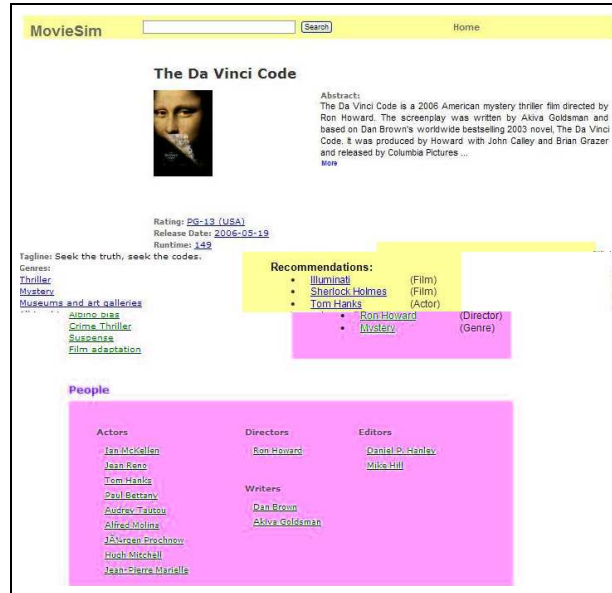 MovieSim
Search
Home
The Da Vinci Code
Abstract:
The Da Vinci Code is a 2006 American mystery thriller film directed by
Ron Howard. The screenplay was written by Akiva Goldsman and
based on Dan Brown's worldwide bestselling 2003 novel, The Da Vinci
Code. It was produced by Howard with John Calley and Brian Grazer
and released by Columbia Pictures ...
More
Rating: PG-13 (USA)
Release Date: 2006-05-19
Runtime: 149
Tagline: Seek the truth, seek the codes.
Genres:
Thriller
Mystery
Museums and art galleries
Albino bias
Crime Thriller
Suspense
Film adaptation
Recommendations:
• Illuminati (Film)
• Sherlock Holmes (Film)
• Tom Hanks (Actor)
• Ron Howard (Director)
• Mystery (Genre)
People
Actors
Ian McKellen
Jean Reno
Tom Hanks
Paul Bettany
Audrey Tautou
Alfred Molina
JÃ¼rgen Prochnow
Hugh Mitchell
Jean-Pierre Marielle
Directors
Ron Howard
Writers
Dan Brown
Akiva Goldsman
Editors
Daniel P. Hanley
Mike Hill